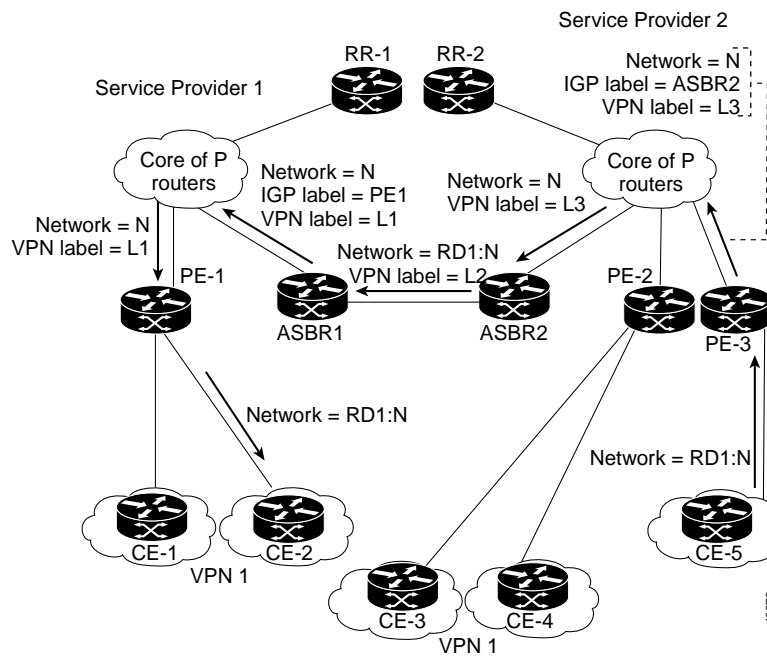 Service Provider 2
RR-1
RR-2
Service Provider 1
Network = N
IGP label = ASBR2
VPN label = L3
Core of P
routers
Network = N
IGP label = PE1
VPN label = L1
Network = N
VPN label = L3
Core of P
routers
Network = N
VPN label = L1
Network = RD1:N
VPN label = L2
PE-1
PE-2
ASBR1
ASBR2
PE-3
Network = RD1:N
Network = RD1:N
CE-1
CE-2
CE-5
VPN 1
CE-3
CE-4
VPN 1